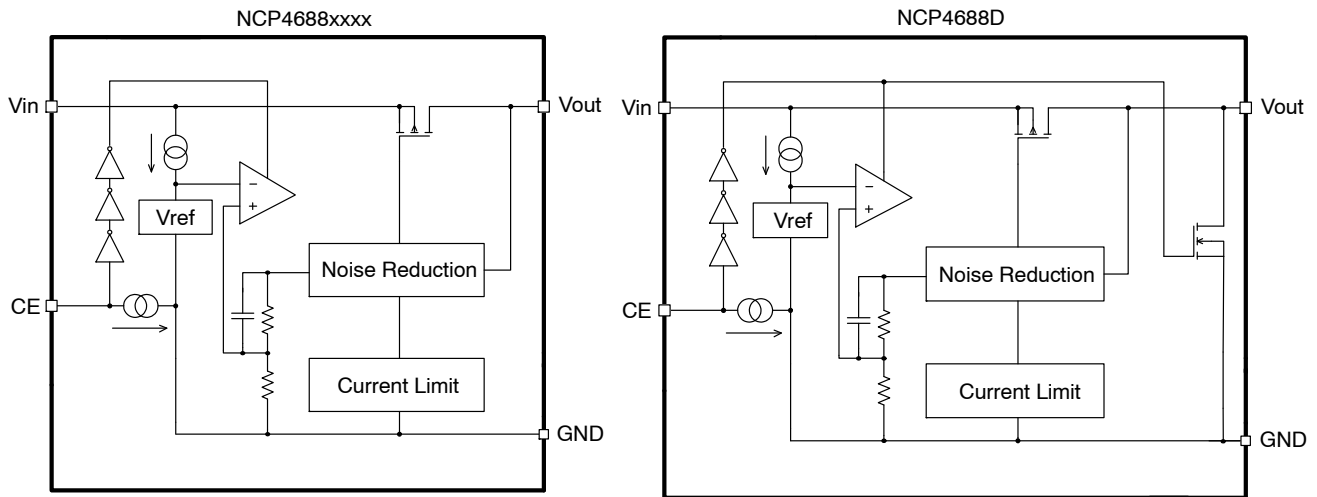 NCP4688xxxx
Vin
Vout
−
+
Vref
Noise Reduction
CE
Current Limit
GND
NCP4688D
Vin
Vout
−
+
Vref
Noise Reduction
CE
Current Limit
GND